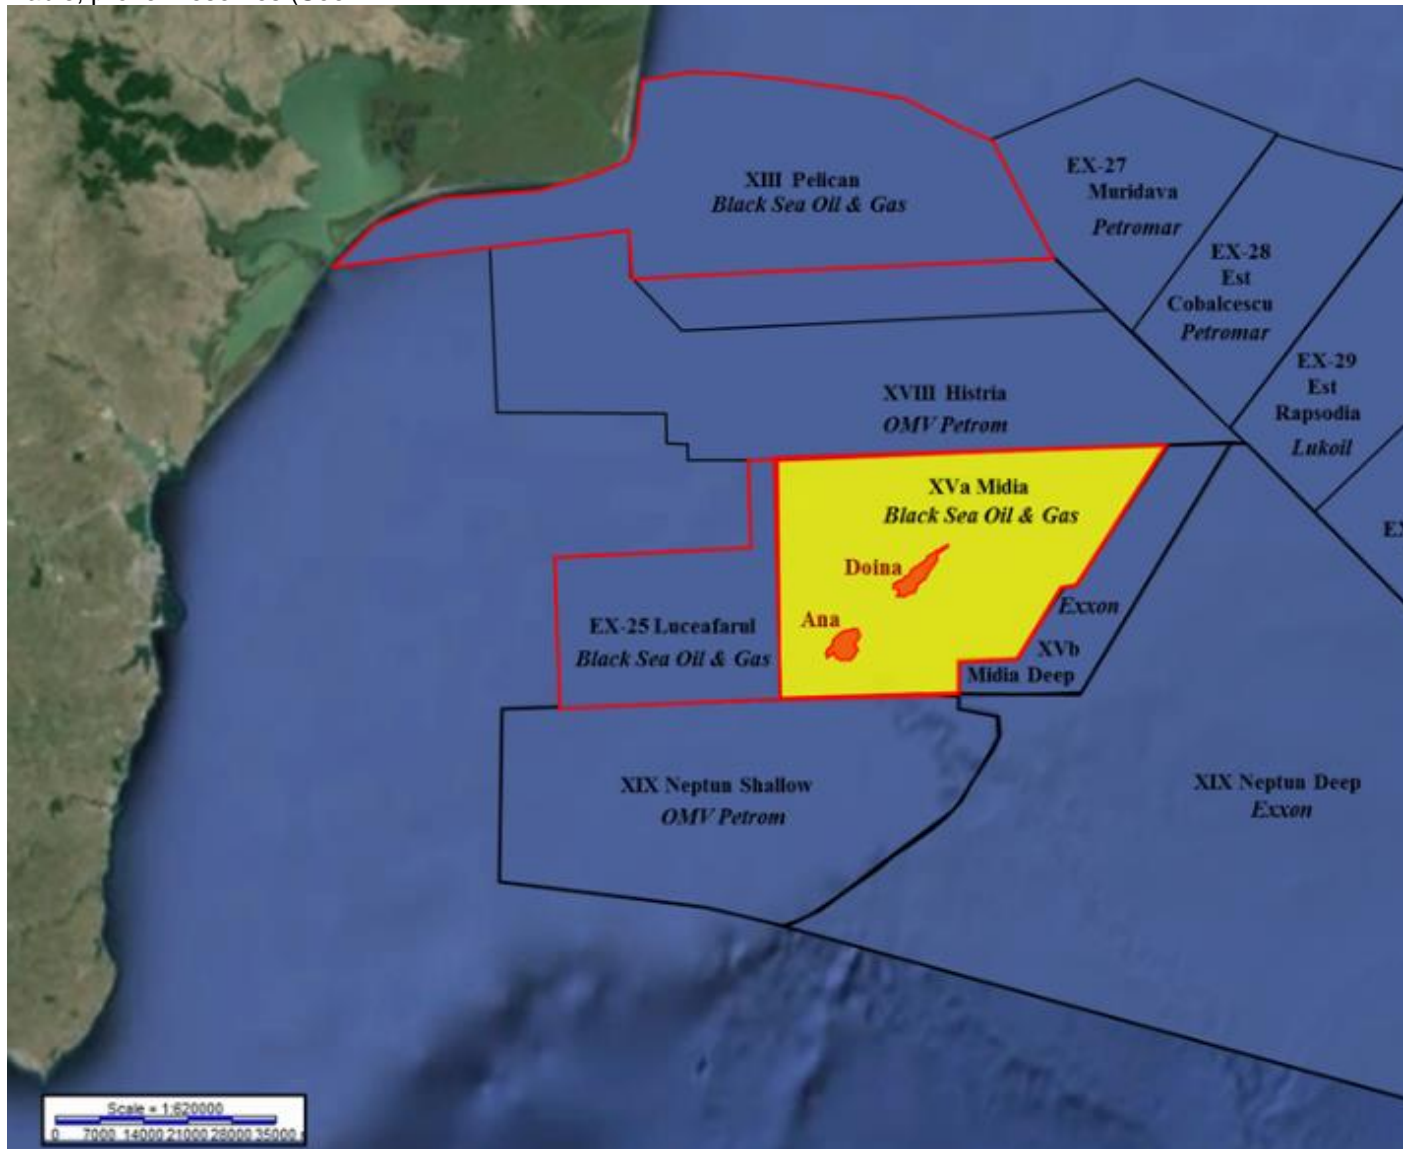 XIII Pelican
Black Sea Oil & Gas
EX-27
Muridava
Petromar
EX-28
Est
Cobalcescu
Petromar
EX-29
Est
Rapsodia
Lukoil
XVIII Histria
OMV Petrom
XVa Midia
Black Sea Oil & Gas
Doina
Ana
EX-25 Luceafarul
Black Sea Oil & Gas
Exxon
XVb
Midia Deep
XIX Neptun Shallow
OMV Petrom
XIX Neptun Deep
Exxon
Scale = 1:620000
0 7000 14000 21000 28000 35000